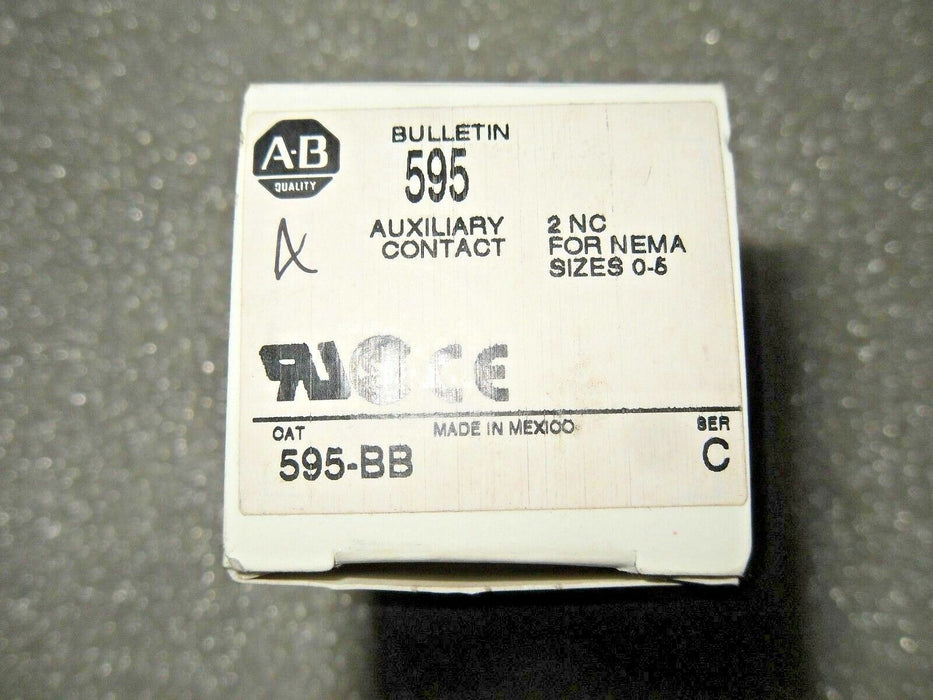 A·B
QUALITY
BULLETIN
595
AUXILIARY
CONTACT
2 NC
FOR NEMA
SIZES 0-5
CE
CAT
MADE IN MEXICO
SER
595-BB
C